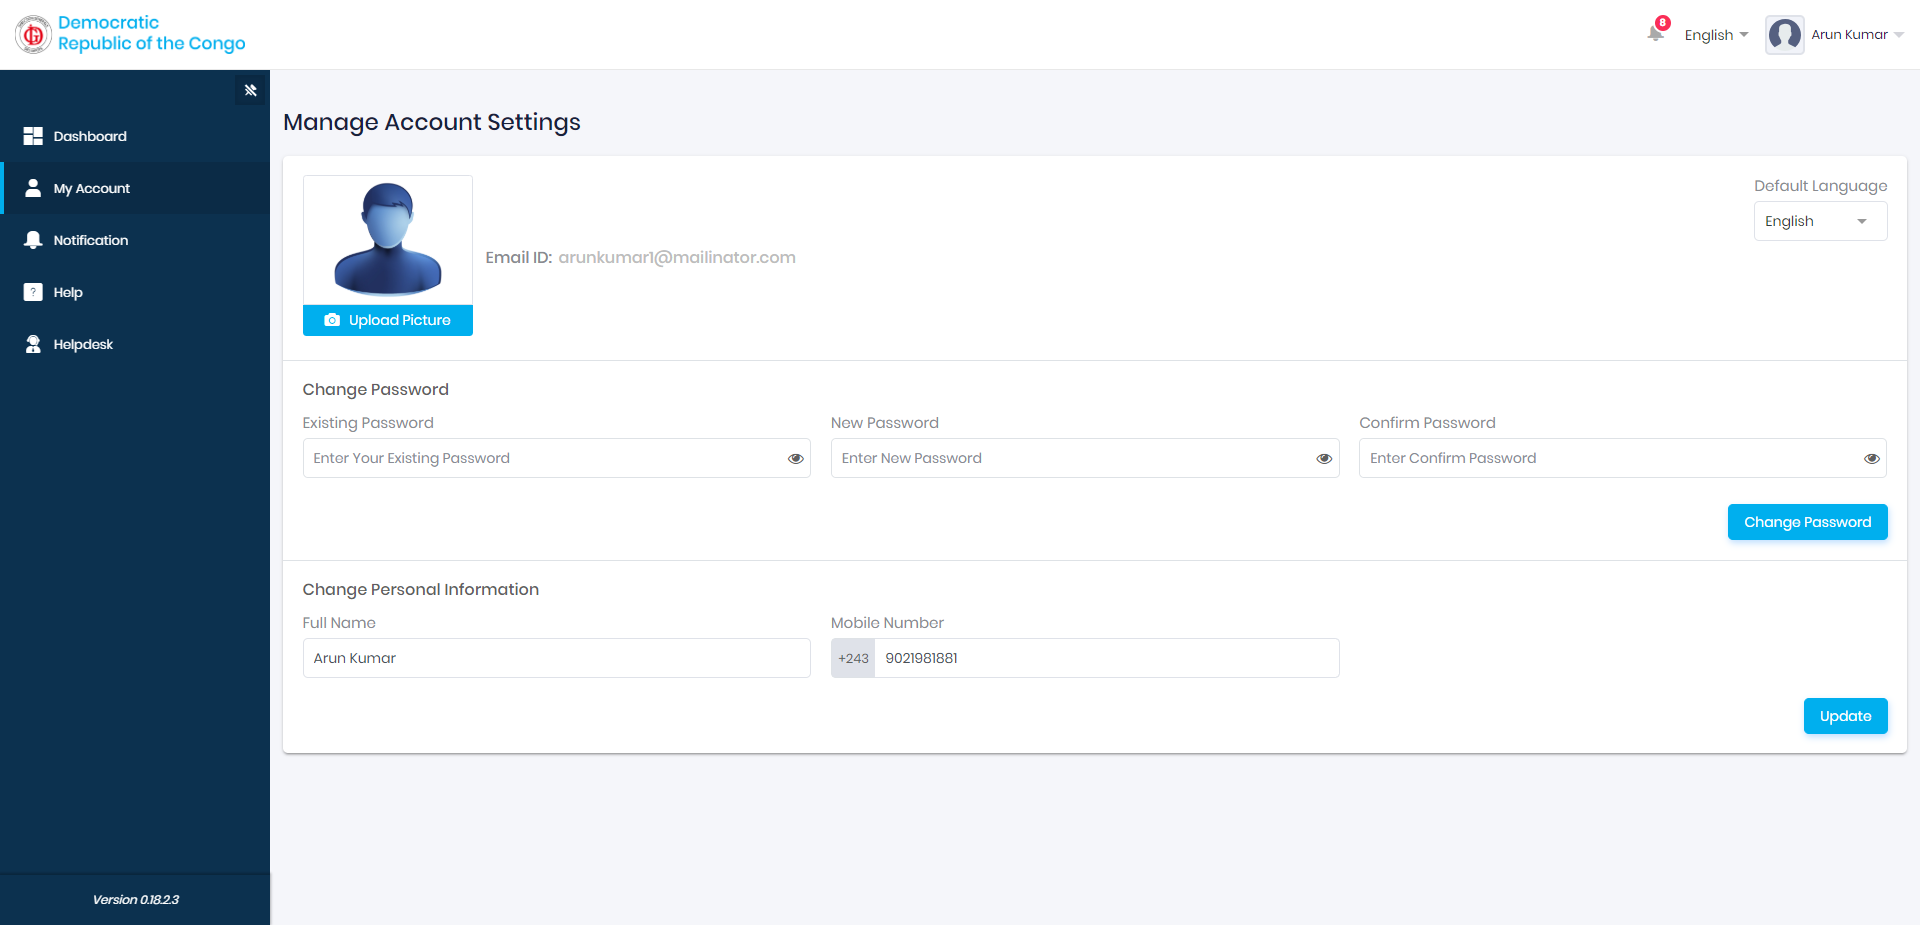 Democratic
Republic of the Congo
8
English
Arun Kumar
Dashboard
My Account
Notification
? Help
Helpdesk
Version 0.18.2.3
Manage Account Settings
Default Language
English
Email ID: arunkumar1@mailinator.com
Upload Picture
Change Password
Existing Password
New Password
Confirm Password
Enter Your Existing Password
Enter New Password
Enter Confirm Password
Change Password
Change Personal Information
Full Name
Mobile Number
Arun Kumar
+243 9021981881
Update